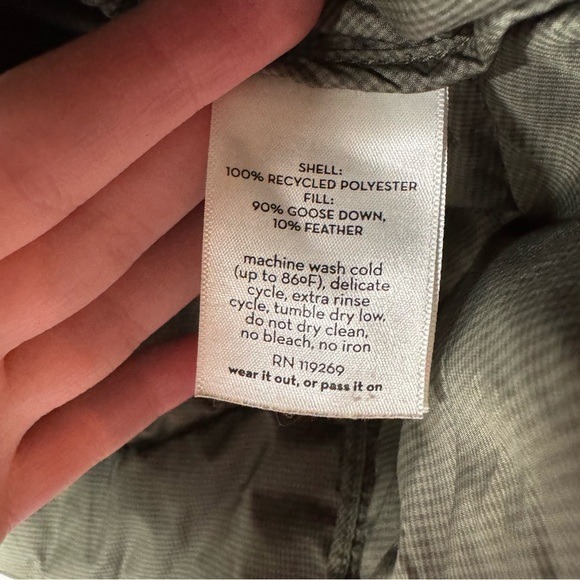 SHELL:
100% RECYCLED POLYESTER
FILL:
90% GOOSE DOWN,
10% FEATHER
machine wash cold
(up to 86ºF), delicate
cycle, extra rinse
cycle, tumble dry low.
do not dry clean,
no bleach, no iron
RN 119269
wear it out, or pass it on